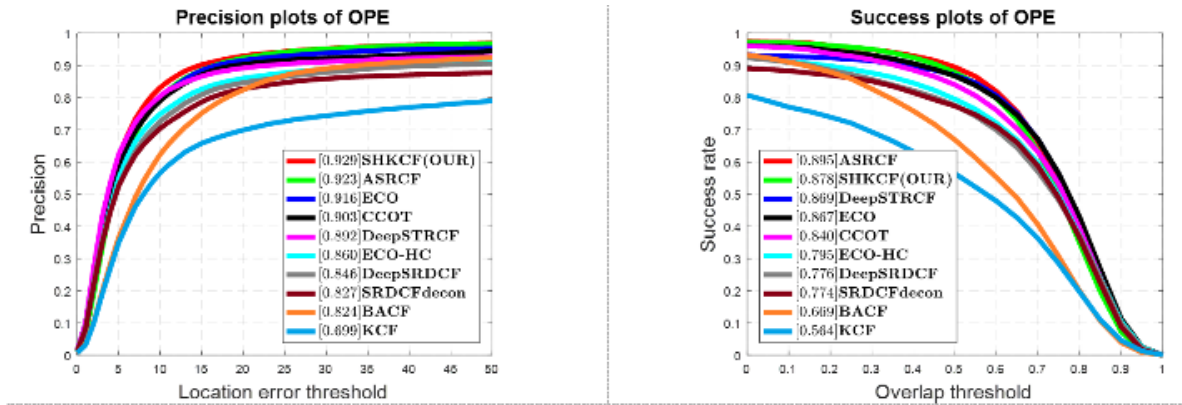 Precision plots of OPE
1
0.9
0.8
0.7
0.6
0.5
0.4
0.3
0.2
0.1
0
Precision
[0.929]SHKCF(OUR)
[0.923]ASRCF
[0.916]ECO
[0.903]CCOT
[0.892]DeepSTRCF
[0.860]ECO-HC
[0.846]DeepSRDCF
[0.827]SRDCFdecon
[0.824]BACF
[0.699]KCF
0 5 10 15 20 25 30 35 40 45 50
Location error threshold
Success plots of OPE
1
0.9
0.8
0.7
0.6
0.5
0.4
0.3
0.2
0.1
0
Success rate
[0.895]ASRCF
[0.878]SHKCF(OUR)
[0.869]DeepSTRCF
[0.867]ECO
[0.840]CCOT
[0.795]ECO-HC
[0.776]DeepSRDCF
[0.774]SRDCFdecon
[0.669]BACF
[0.564]KCF
0 0.1 0.2 0.3 0.4 0.5 0.6 0.7 0.8 0.9 1
Overlap threshold